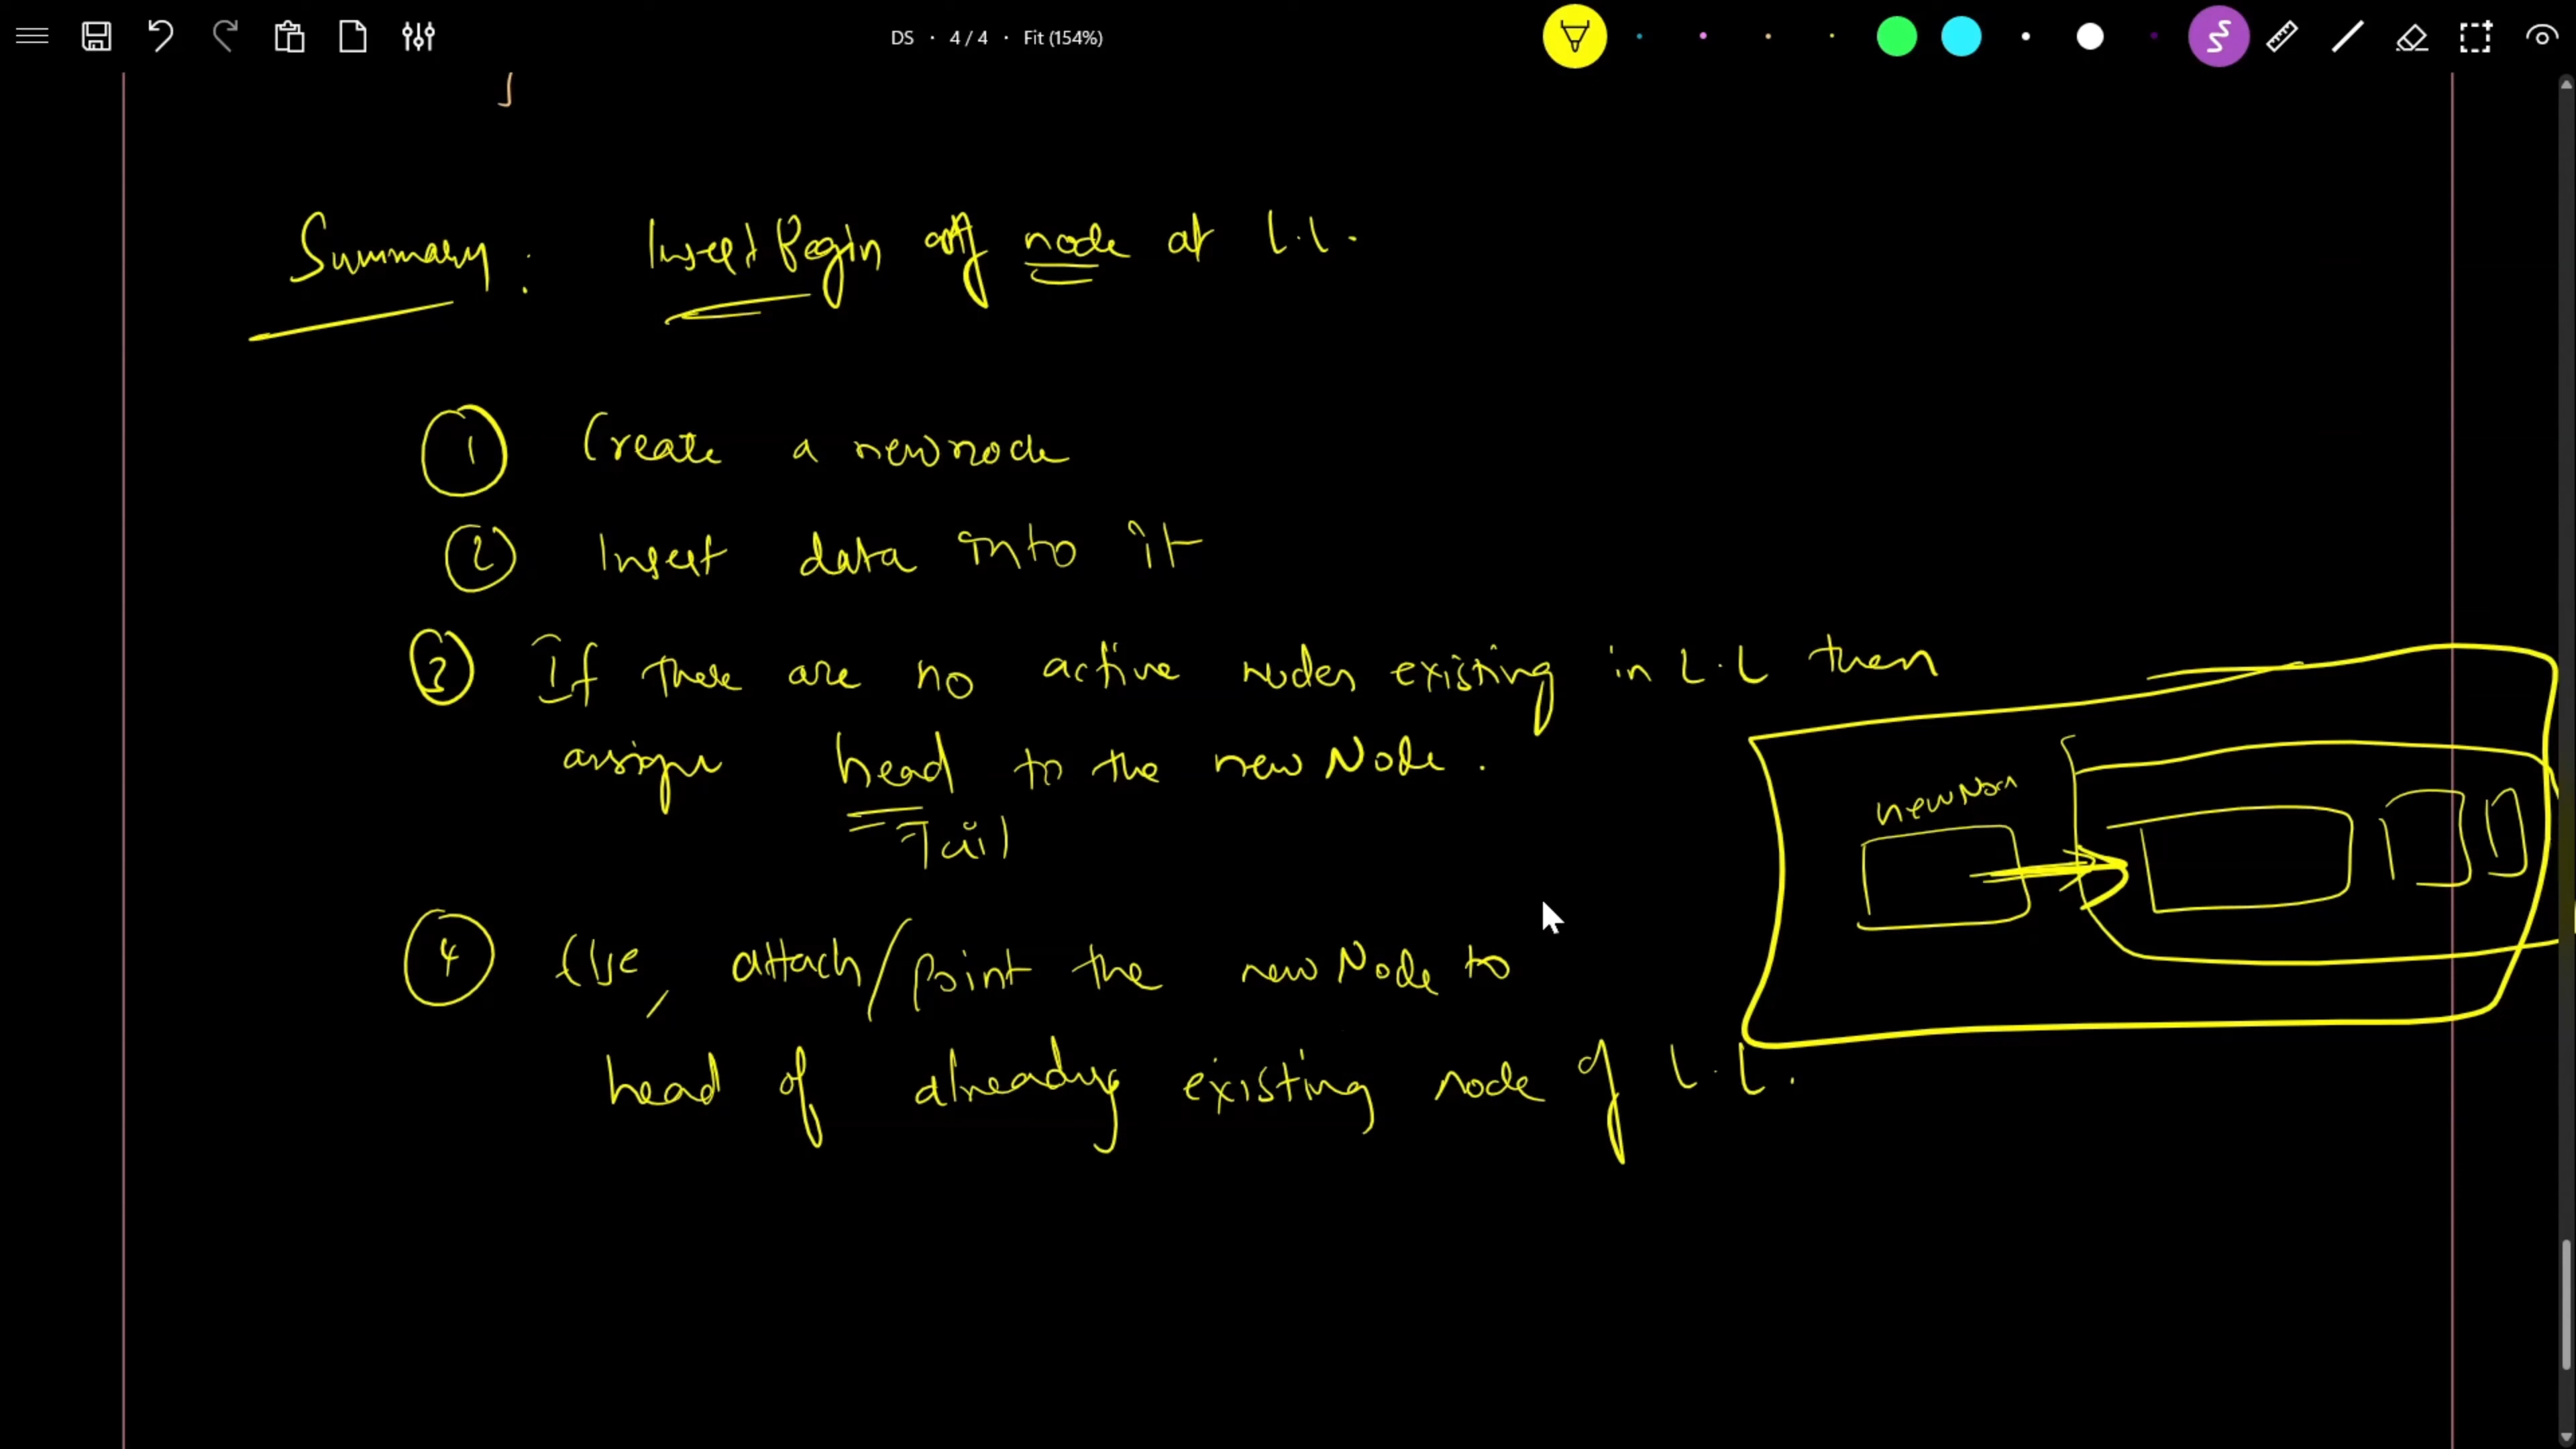 DS · 4 / 4 · Fit (154%)
Summary : Insert Begin of node at L.L.
1 Create a newnode
2 Insert data into it
3 If there are no active nodes existing in L.L then
assign head to the new Node.
Tail
newNode
4 Else, attach/point the new Node to
head of already existing node of L.L.